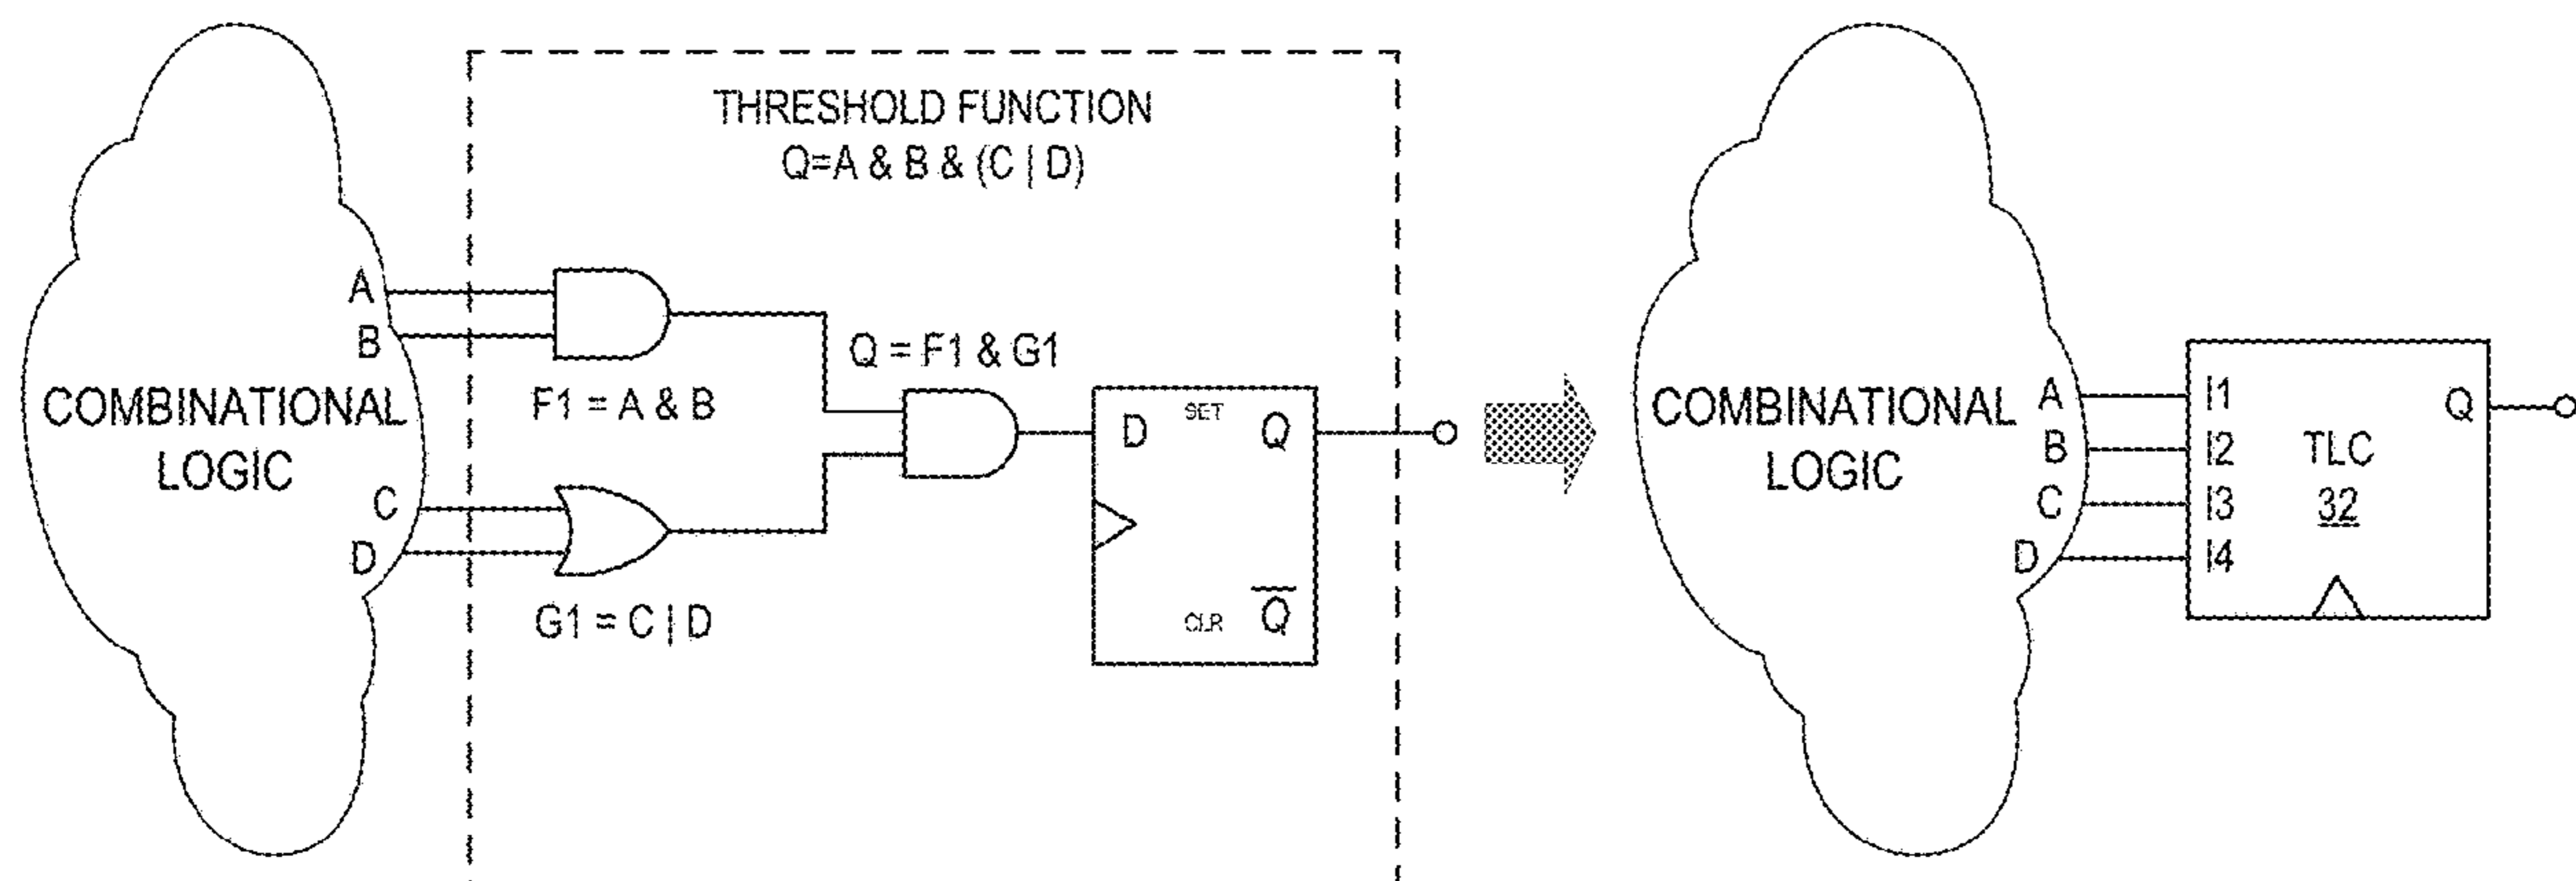 THRESHOLD FUNCTION
Q=A & B & (C | D)
A
B
COMBINATIONAL
LOGIC
C
D
F1 = A & B
G1 = C | D
Q = F1 & G1
D
SET
Q
CLR
Q̅
COMBINATIONAL
LOGIC
A
B
C
D
I1
I2
I3
I4
TLC
32
Q